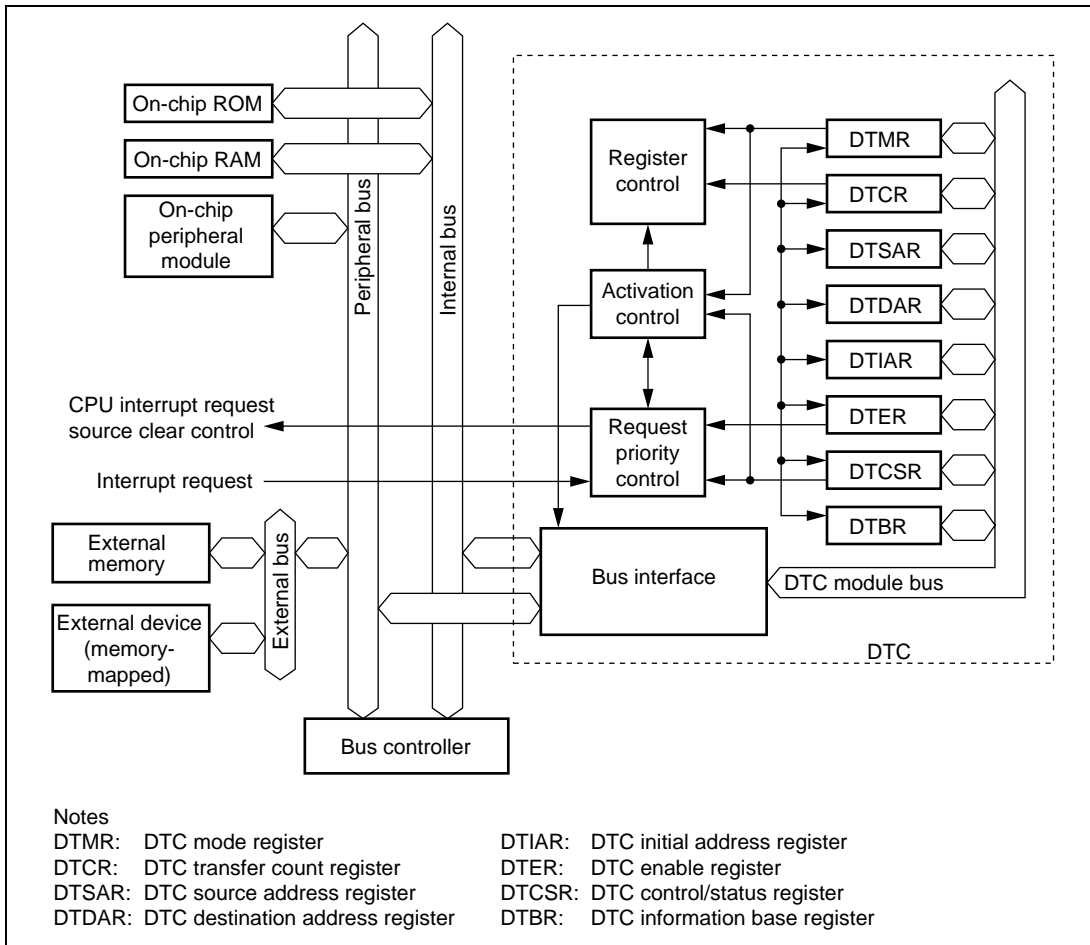 On-chip ROM
On-chip RAM
On-chip
peripheral
module
Peripheral bus
Internal bus
Register
control
Activation
control
Request
priority
control
DTMR
DTCR
DTSAR
DTDAR
DTIAR
DTER
DTCSR
DTBR
CPU interrupt request
source clear control
Interrupt request
External
memory
External device
(memory-
mapped)
External bus
Bus interface
DTC module bus
DTC
Bus controller
Notes
DTMR: DTC mode register
DTCR: DTC transfer count register
DTSAR: DTC source address register
DTDAR: DTC destination address register
DTIAR: DTC initial address register
DTER: DTC enable register
DTCSR: DTC control/status register
DTBR: DTC information base register